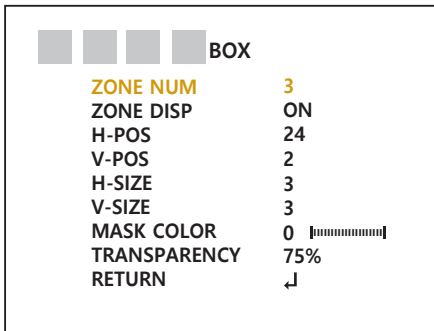 BOX
ZONE NUM 3
ZONE DISP ON
H-POS 24
V-POS 2
H-SIZE 3
V-SIZE 3
MASK COLOR 0
TRANSPARENCY 75%
RETURN ↲